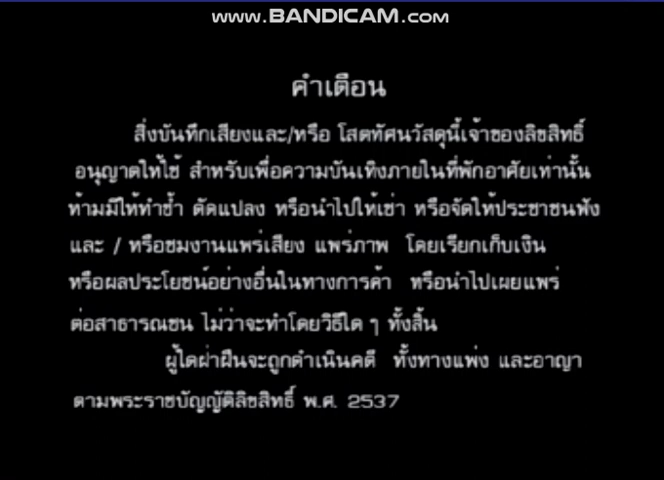 www.BANDICAM.com
คำเตือน
สิ่งบันทึกเสียงและ/หรือ โสตทัศนวัสดุนี้เจ้าของลิขสิทธิ์
อนุญาตให้ใช้ สำหรับเพื่อความบันเทิงภายในที่พักอาศัยเท่านั้น
ห้ามมิให้ทำซ้ำ ดัดแปลง หรือนำไปให้เช่า หรือจัดให้ประชาชนฟัง
และ / หรือชมงานแพร่เสียง แพร่ภาพ โดยเรียกเก็บเงิน
หรือผลประโยชน์อย่างอื่นในทางการค้า หรือนำไปเผยแพร่
ต่อสาธารณชน ไม่ว่าจะทำโดยวิธีใด ๆ ทั้งสิ้น
ผู้ใดฝ่าฝืนจะถูกดำเนินคดี ทั้งทางแพ่ง และอาญา
ตามพระราชบัญญัติลิขสิทธิ์ พ.ศ. 2537